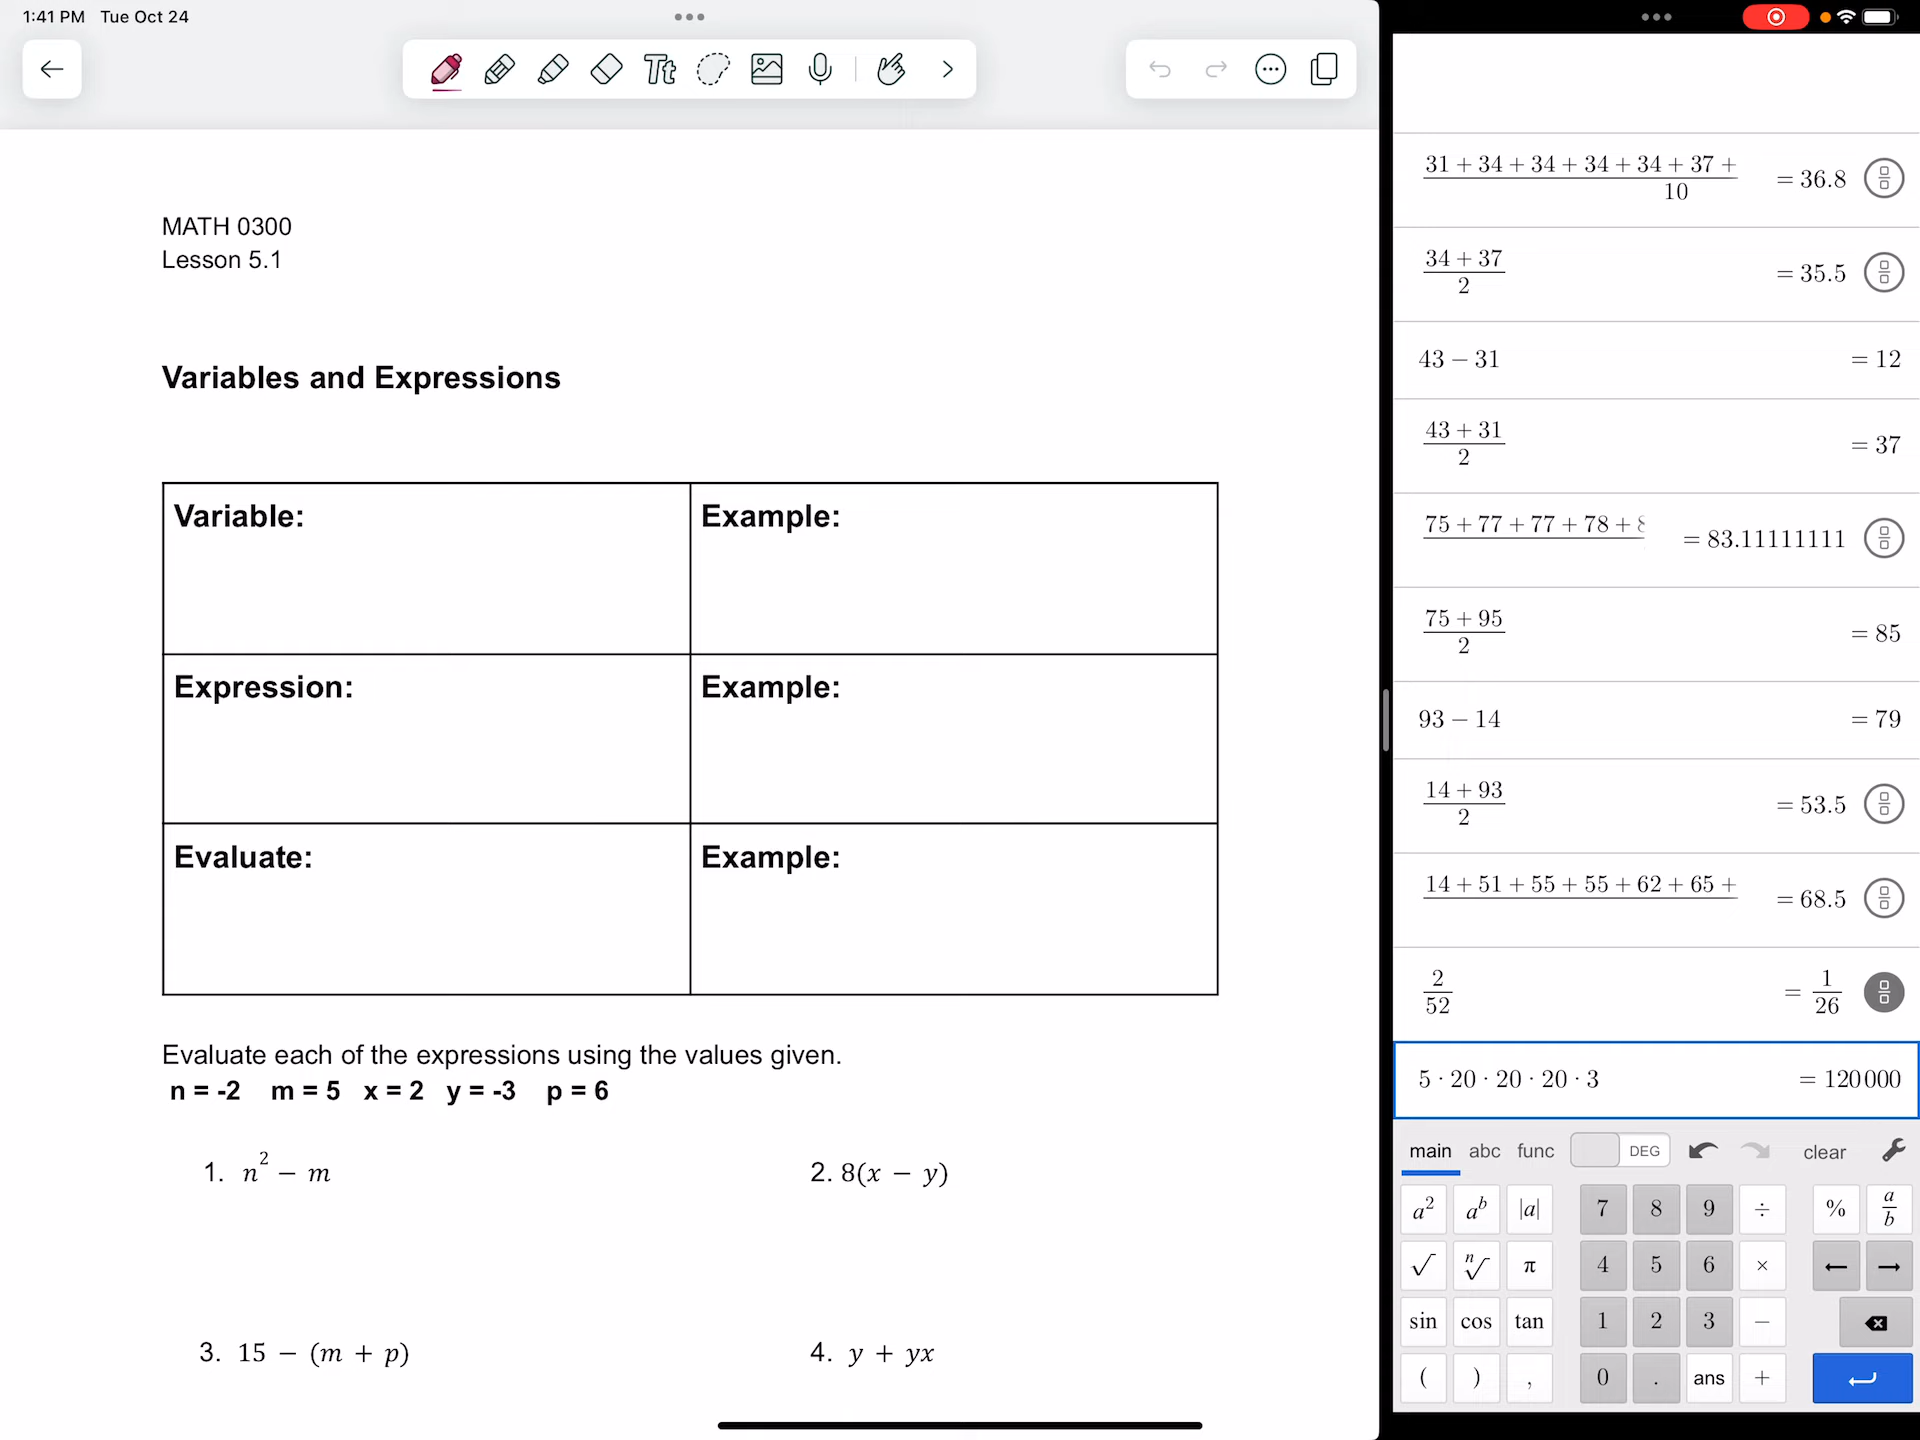 1:41 PM Tue Oct 24
Tt
MATH 0300
Lesson 5.1
Variables and Expressions
Variable:
Example:
Expression:
Example:
Evaluate:
Example:
Evaluate each of the expressions using the values given.
n = -2 m = 5 x = 2 y = -3 p = 6
1. n² − m
2. 8(x − y)
3. 15 − (m + p)
4. y + yx
31 + 34 + 34 + 34 + 34 + 37 +
10
= 36.8
34 + 37
2
= 35.5
43 − 31
= 12
43 + 31
2
= 37
75 + 77 + 77 + 78 +
= 83.11111111
75 + 95
2
= 85
93 − 14
= 79
14 + 93
2
= 53.5
14 + 51 + 55 + 55 + 62 + 65 +
= 68.5
2
52
= 1
26
5 · 20 · 20 · 20 · 3
= 120000
main abc func DEG clear
a² aᵇ |a| 7 8 9 ÷ % a/b
√ ⁿ√ π 4 5 6 × ← →
sin cos tan 1 2 3 −
( ) , 0 . ans +